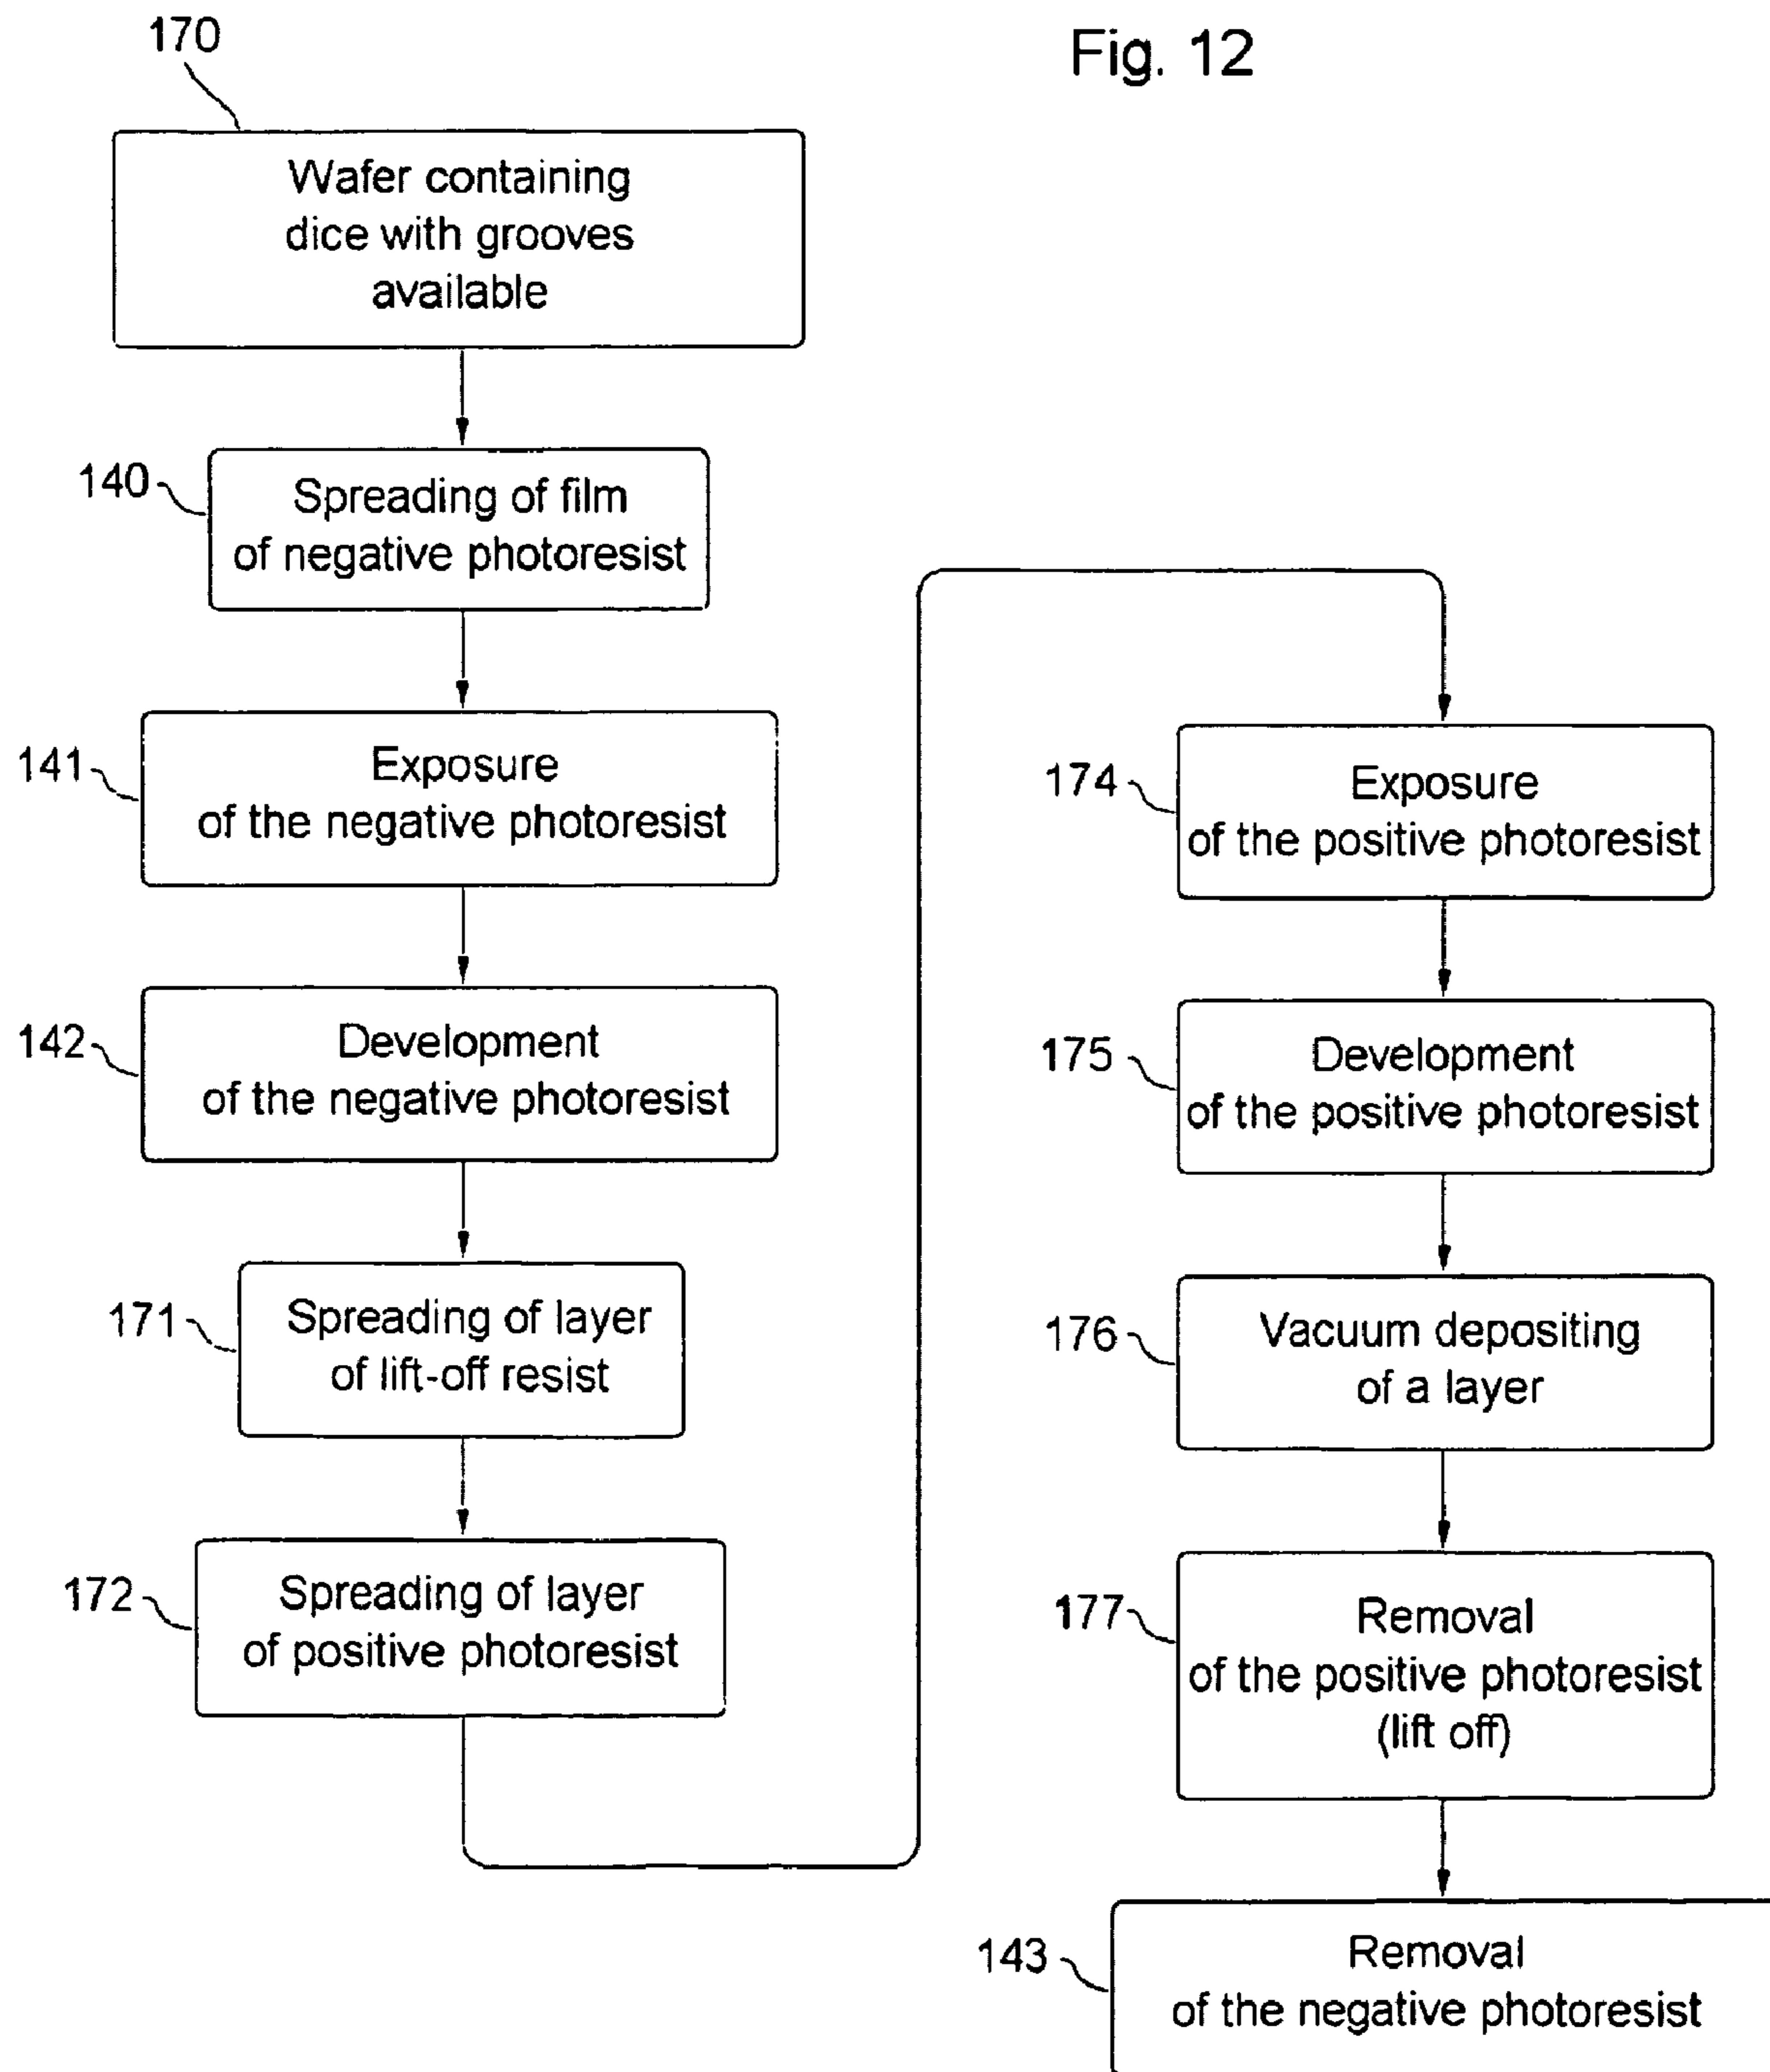 Fig. 12
170
Wafer containing
dice with grooves
available
140
Spreading of film
of negative photoresist
141
Exposure
of the negative photoresist
142
Development
of the negative photoresist
171
Spreading of layer
of lift-off resist
172
Spreading of layer
of positive photoresist
174
Exposure
of the positive photoresist
175
Development
of the positive photoresist
176
Vacuum depositing
of a layer
177
Removal
of the positive photoresist
(lift off)
143
Removal
of the negative photoresist